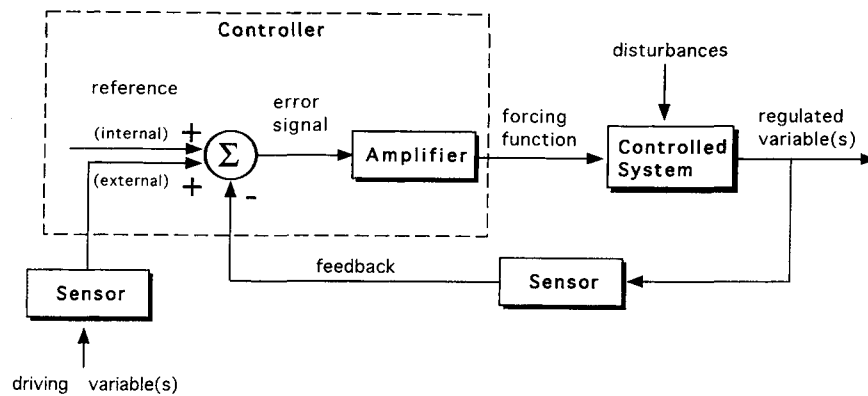 Controller
disturbances
reference
error
signal
forcing
function
regulated
variable(s)
(internal)
+
Σ
Amplifier
Controlled
System
(external)
+
-
feedback
Sensor
Sensor
driving variable(s)